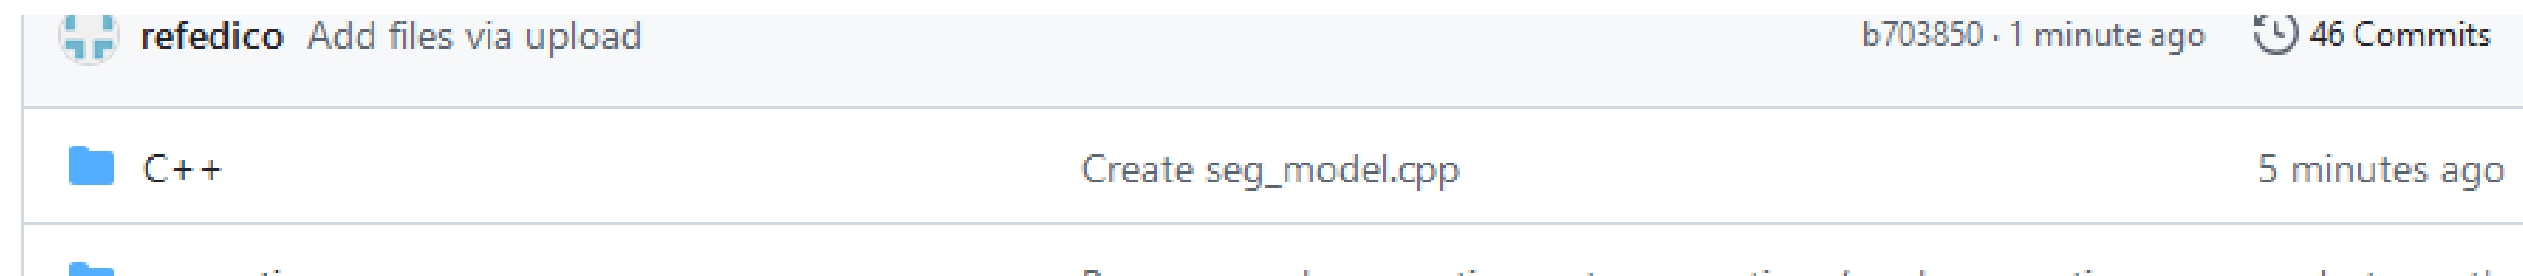 refedico Add files via upload b703850 · 1 minute ago 46 Commits
C++ Create seg_model.cpp 5 minutes ago